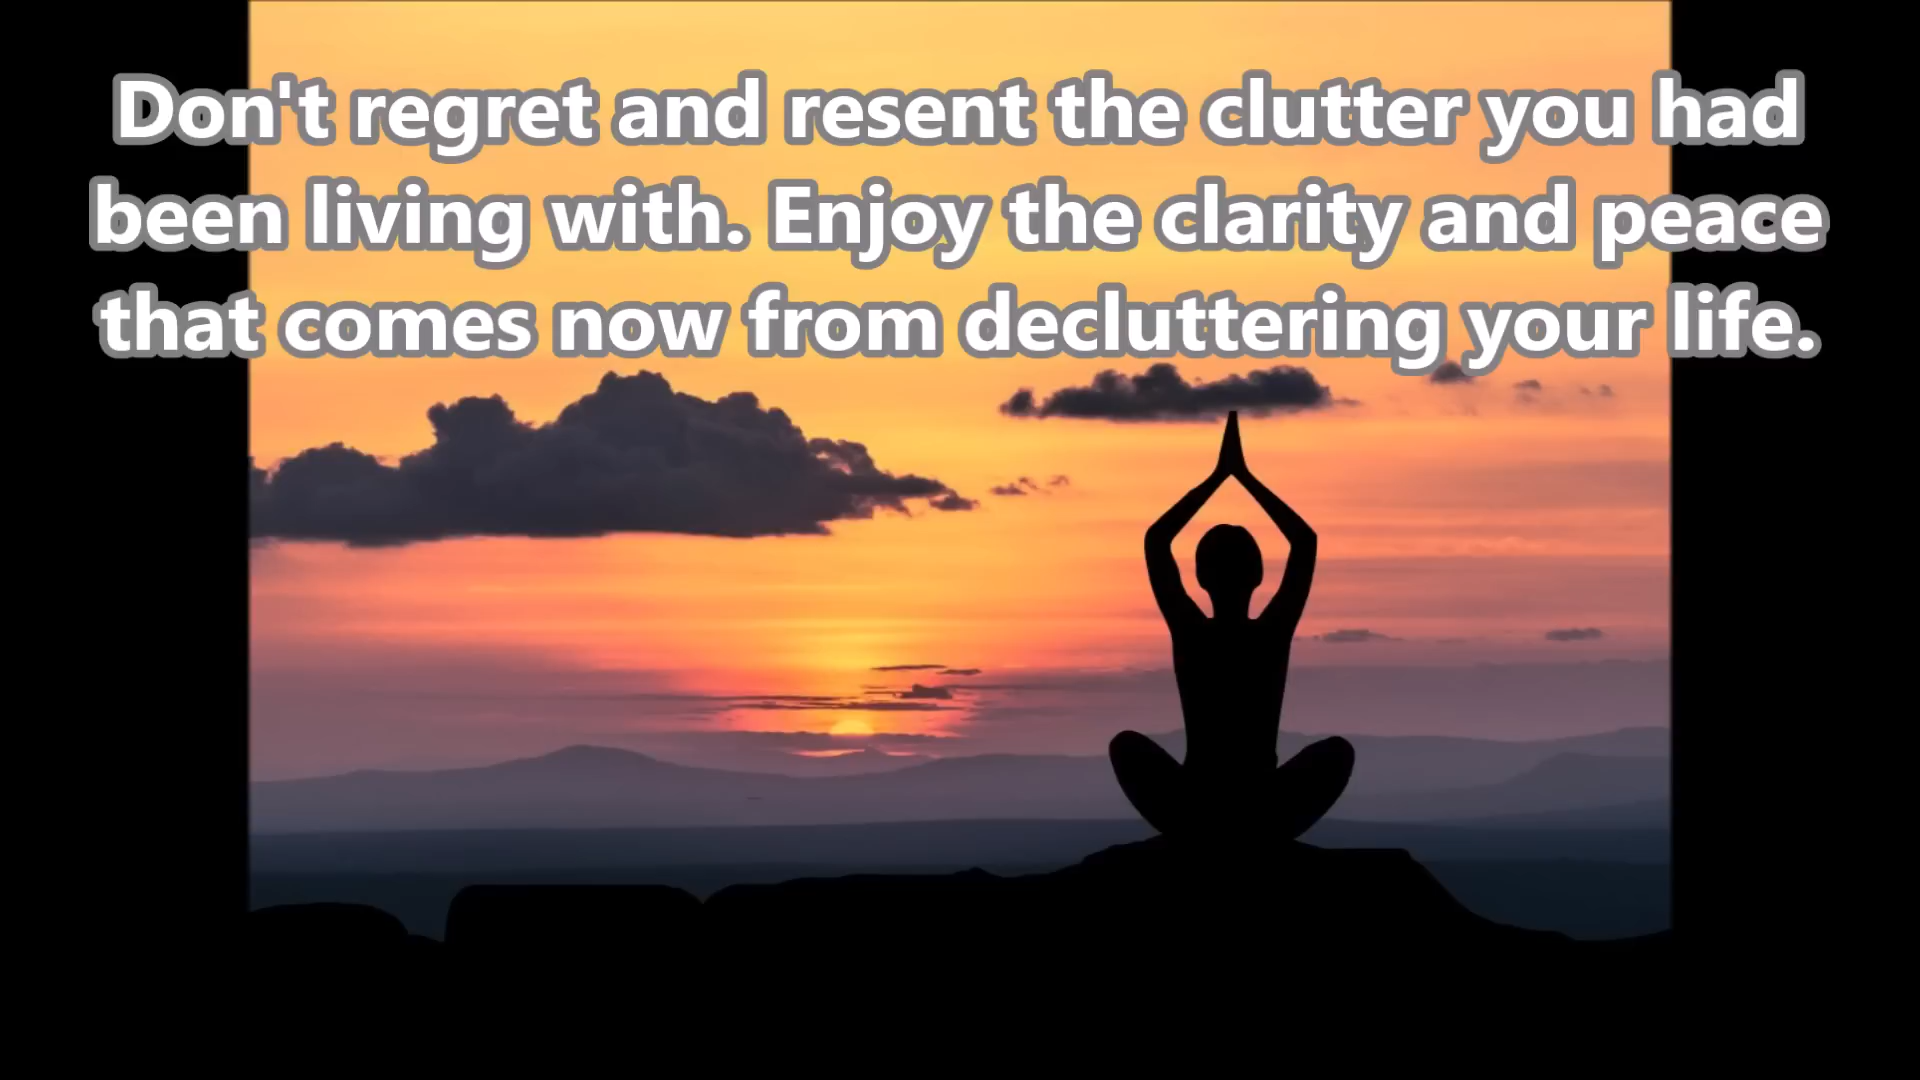 Don't regret and resent the clutter you had
been living with. Enjoy the clarity and peace
that comes now from decluttering your life.